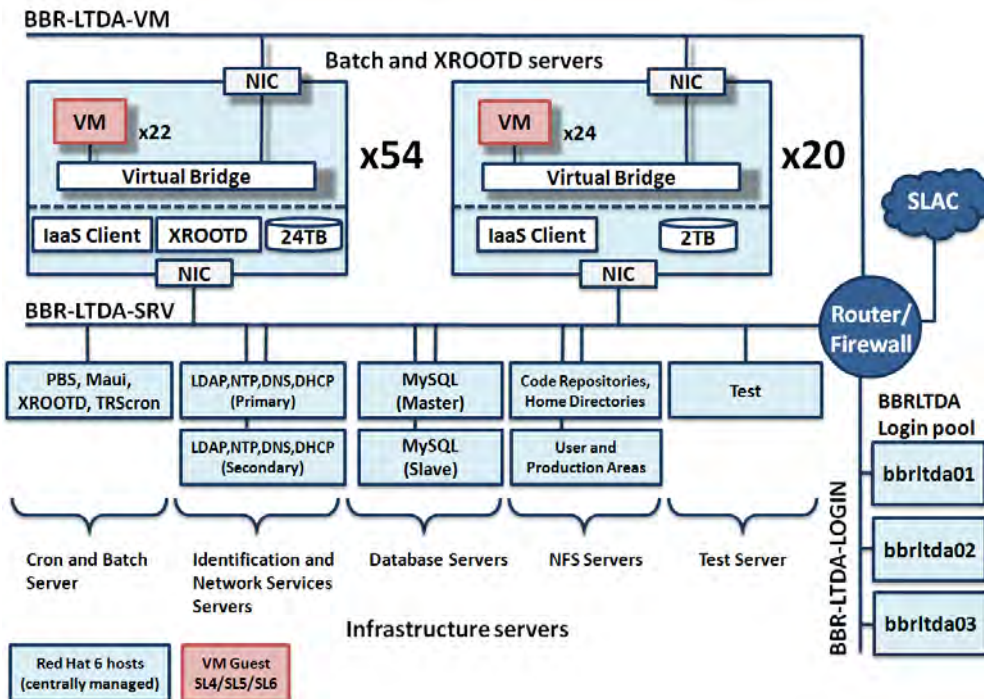 BBR-LTDA-VM
Batch and XROOTD servers
NIC
VM
x22
Virtual Bridge
IaaS Client
XROOTD
24TB
NIC
x54
NIC
VM
x24
Virtual Bridge
IaaS Client
2TB
NIC
x20
SLAC
BBR-LTDA-SRV
Router/
Firewall
PBS, Maui,
XROOTD, TRScron
LDAP,NTP,DNS,DHCP
(Primary)
MySQL
(Master)
Code Repositories,
Home Directories
Test
LDAP,NTP,DNS,DHCP
(Secondary)
MySQL
(Slave)
User and
Production Areas
BBRLTDA
Login pool
bbrltda01
bbrltda02
bbrltda03
BBR-LTDA-LOGIN
Cron and Batch
Server
Identification and
Network Services
Servers
Database Servers
NFS Servers
Test Server
Infrastructure servers
Red Hat 6 hosts
(centrally managed)
VM Guest
SL4/SL5/SL6